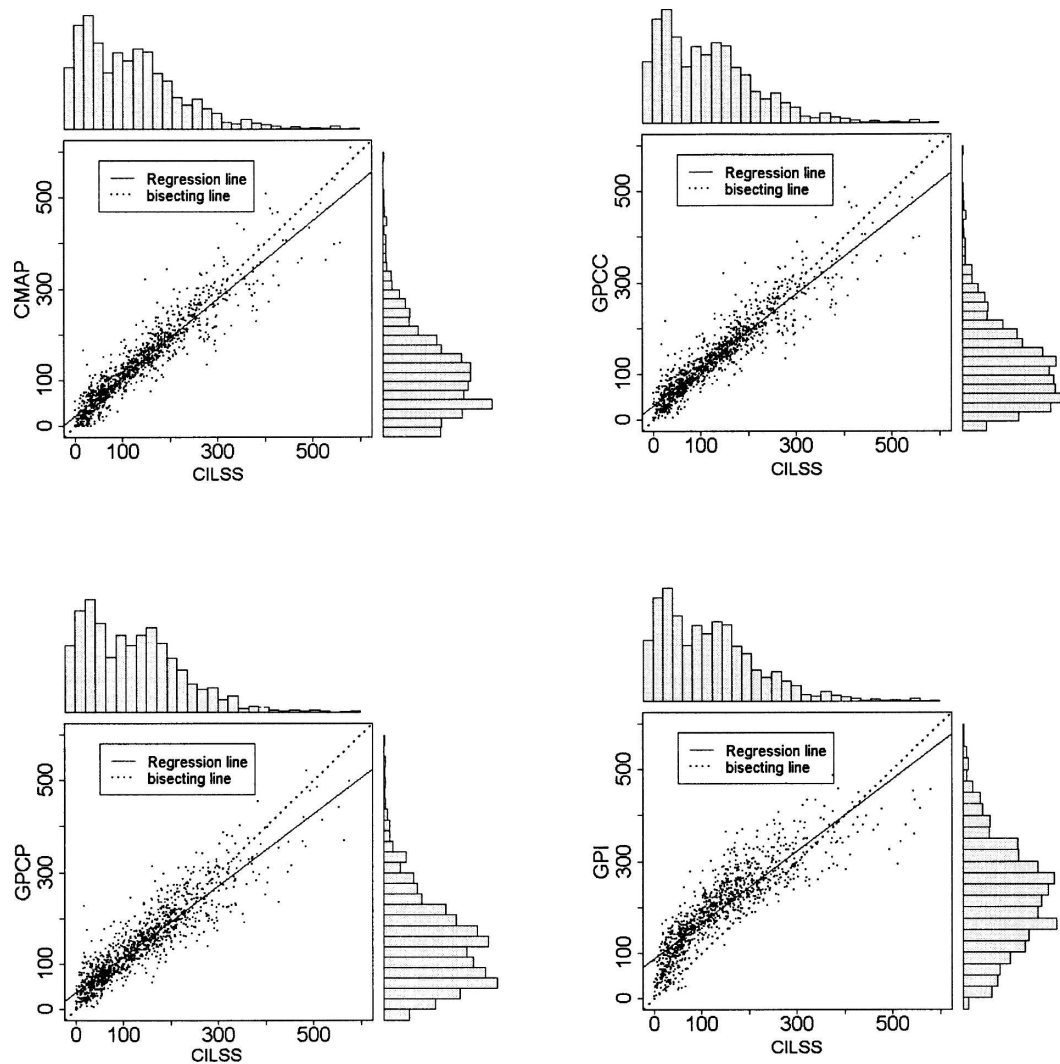 Regression line
bisecting line
CMAP
500
300
100
0
0 100 300 500
CILSS
Regression line
bisecting line
GPCC
500
300
100
0
0 100 300 500
CILSS
Regression line
bisecting line
GPCP
500
300
100
0
0 100 300 500
CILSS
Regression line
bisecting line
GPI
500
300
100
0
0 100 300 500
CILSS